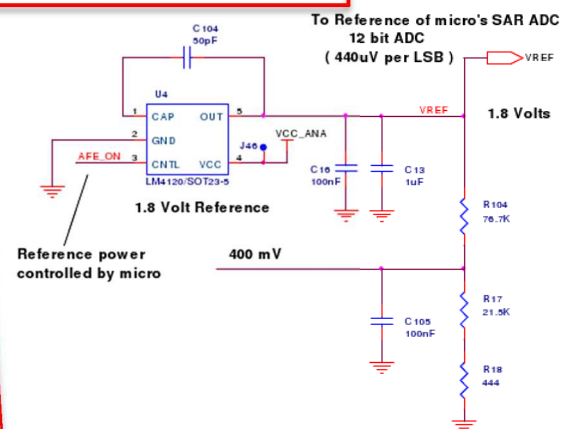 To Reference of micro's SAR ADC
12 bit ADC
( 440uV per LSB )
VREF
C104
50pF
U4
1
CAP
OUT
5
2
GND
AFE_ON
3
CNTL
VCC
4
LM4120/SOT23-5
J46
VCC_ANA
VREF
1.8 Volts
C16
100nF
C13
1uF
1.8 Volt Reference
R104
76.7K
Reference power
controlled by micro
400 mV
C105
100nF
R17
21.5K
R18
444